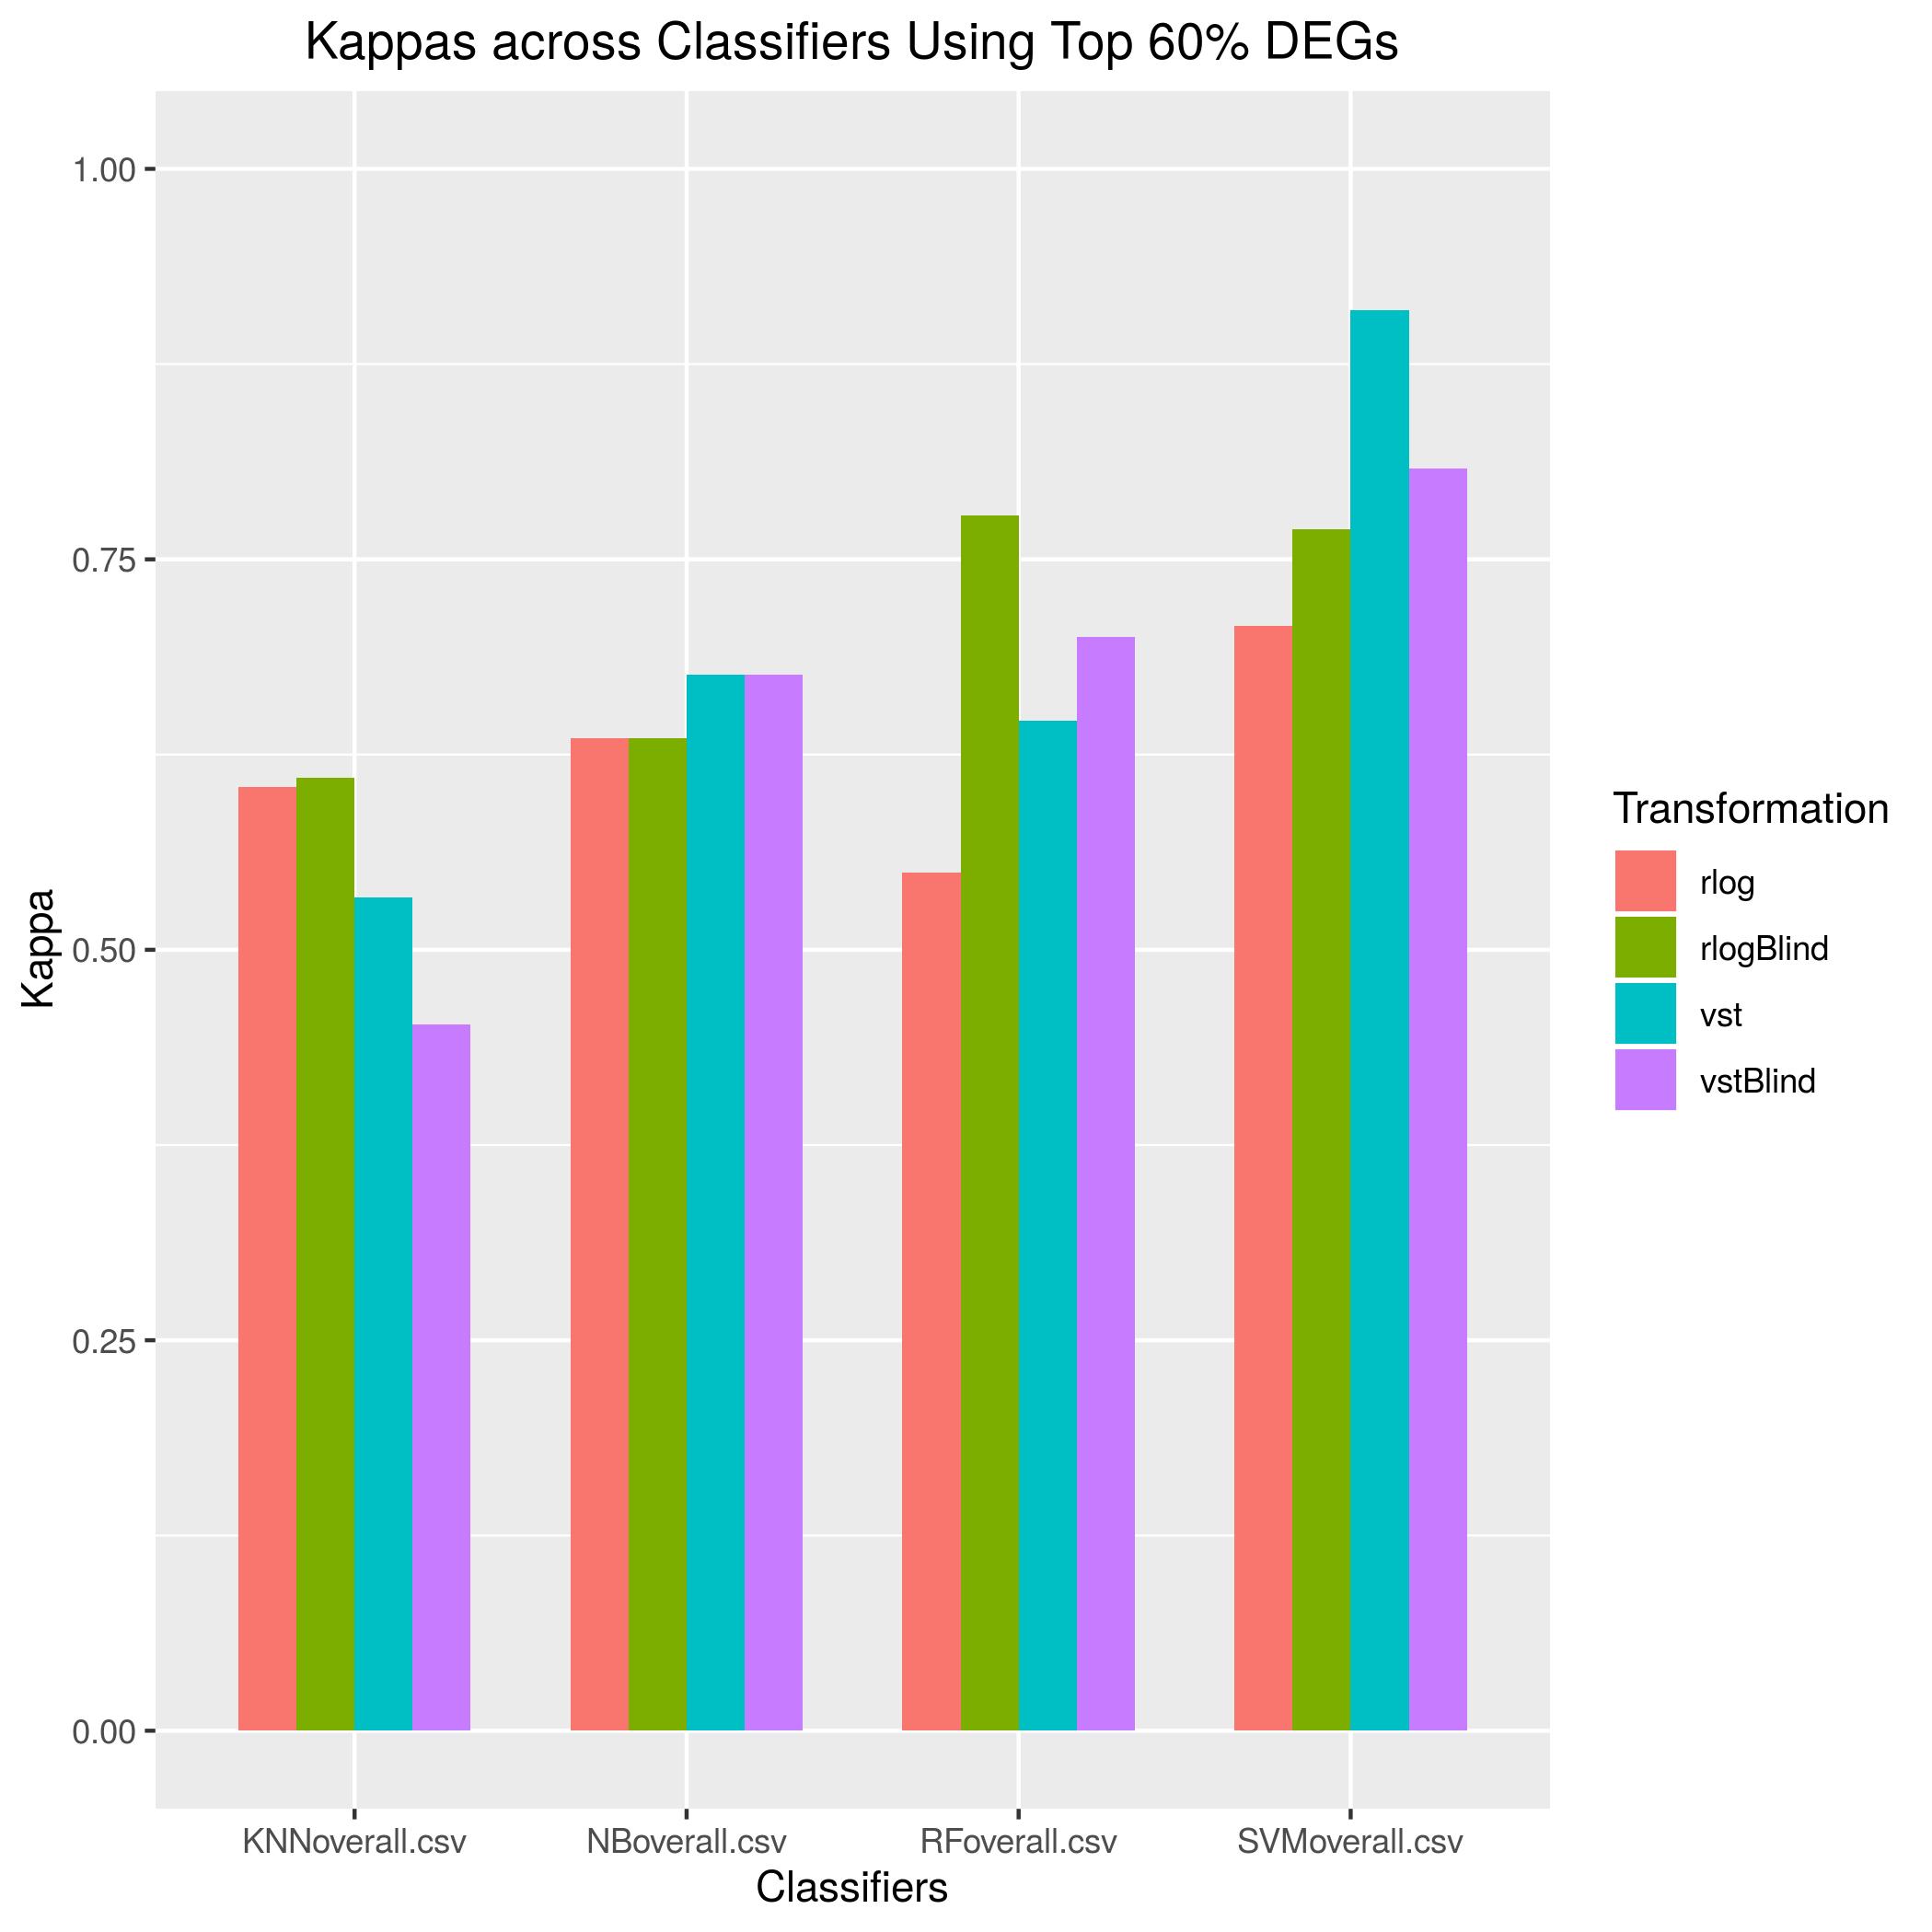 Kappas across Classifiers Using Top 60% DEGs
1.00
0.75
0.50
0.25
0.00
Kappa
KNNoverall.csv
NBoverall.csv
RFoverall.csv
SVMoverall.csv
Classifiers
Transformation
rlog
rlogBlind
vst
vstBlind